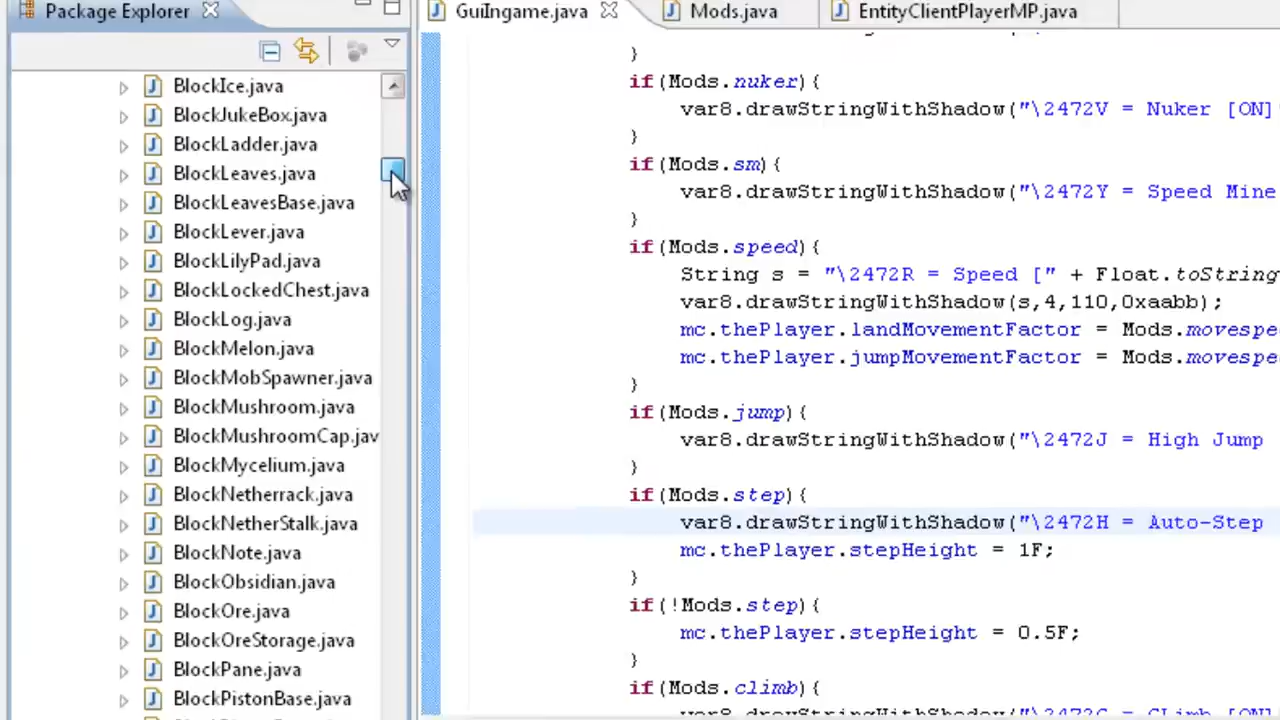 Package Explorer
BlockIce.java
BlockJukeBox.java
BlockLadder.java
BlockLeaves.java
BlockLeavesBase.java
BlockLever.java
BlockLilyPad.java
BlockLockedChest.java
BlockLog.java
BlockMelon.java
BlockMobSpawner.java
BlockMushroom.java
BlockMushroomCap.jav
BlockMycelium.java
BlockNetherrack.java
BlockNetherStalk.java
BlockNote.java
BlockObsidian.java
BlockOre.java
BlockOreStorage.java
BlockPane.java
BlockPistonBase.java
GuiIngame.java Mods.java EntityClientPlayerMP.java
}
if(Mods.nuker){
var8.drawStringWithShadow("\2472V = Nuker [ON]
}
if(Mods.sm){
var8.drawStringWithShadow("\2472Y = Speed Mine
}
if(Mods.speed){
String s = "\2472R = Speed [" + Float.toString
var8.drawStringWithShadow(s,4,110,0xaabb);
mc.thePlayer.landMovementFactor = Mods.movespe
mc.thePlayer.jumpMovementFactor = Mods.movespe
}
if(Mods.jump){
var8.drawStringWithShadow("\2472J = High Jump
}
if(Mods.step){
var8.drawStringWithShadow("\2472H = Auto-Step
mc.thePlayer.stepHeight = 1F;
}
if(!Mods.step){
mc.thePlayer.stepHeight = 0.5F;
}
if(Mods.climb){
var8.drawStringWithShadow("\2472C = CLimb [ON]